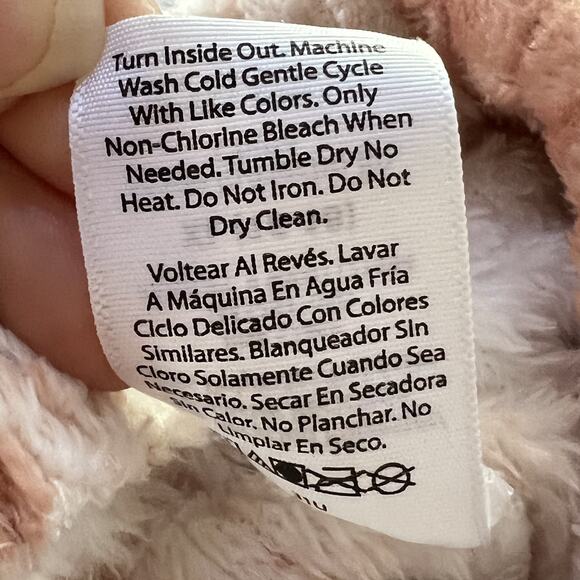 Turn Inside Out. Machine
Wash Cold Gentle Cycle
With Like Colors. Only
Non-Chlorine Bleach When
Needed. Tumble Dry No
Heat. Do Not Iron. Do Not
Dry Clean.
Voltear Al Revés. Lavar
A Máquina En Agua Fría
Ciclo Delicado Con Colores
Similares. Blanqueador Sin
Cloro Solamente Cuando Sea
Necesario. Secar En Secadora
Sin Calor. No Planchar. No
Limpiar En Seco.